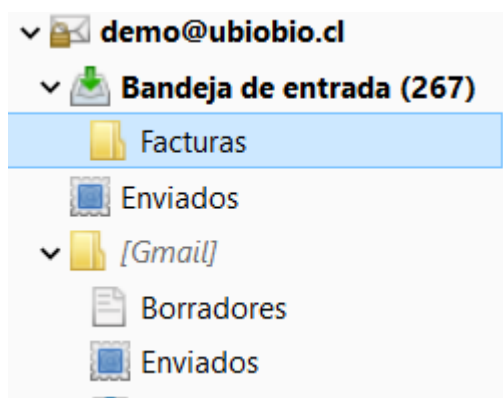 demo@ubiobio.cl
Bandeja de entrada (267)
Facturas
Enviados
[Gmail]
Borradores
Enviados